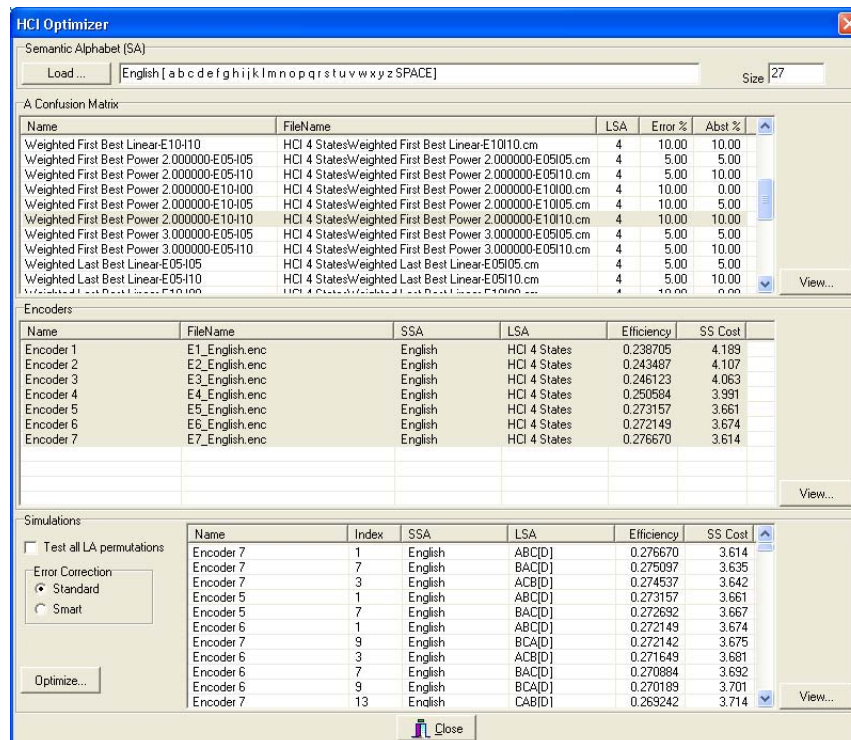 HCI Optimizer
Semantic Alphabet (SA)
Load ... English [ a b c d e f g h i j k l m n o p q r s t u v w x y z SPACE] Size 27
A Confusion Matrix
Name FileName LSA Error % Abst %
Weighted First Best Linear-E10-I10 HCI 4 StatesWeighted First Best Linear-E10I10.cm 4 10.00 10.00
Weighted First Best Power 2.000000-E05-I05 HCI 4 StatesWeighted First Best Power 2.000000-E05I05.cm 4 5.00 5.00
Weighted First Best Power 2.000000-E05-I10 HCI 4 StatesWeighted First Best Power 2.000000-E05I10.cm 4 5.00 10.00
Weighted First Best Power 2.000000-E10-I00 HCI 4 StatesWeighted First Best Power 2.000000-E10I00.cm 4 10.00 0.00
Weighted First Best Power 2.000000-E10-I05 HCI 4 StatesWeighted First Best Power 2.000000-E10I05.cm 4 10.00 5.00
Weighted First Best Power 2.000000-E10-I10 HCI 4 StatesWeighted First Best Power 2.000000-E10I10.cm 4 10.00 10.00
Weighted First Best Power 3.000000-E05-I05 HCI 4 StatesWeighted First Best Power 3.000000-E05I05.cm 4 5.00 5.00
Weighted First Best Power 3.000000-E05-I10 HCI 4 StatesWeighted First Best Power 3.000000-E05I10.cm 4 5.00 10.00
Weighted Last Best Linear-E05-I05 HCI 4 StatesWeighted Last Best Linear-E05I05.cm 4 5.00 5.00
Weighted Last Best Linear-E05-I10 HCI 4 StatesWeighted Last Best Linear-E05I10.cm 4 5.00 10.00
View...
Encoders
Name FileName SSA LSA Efficiency SS Cost
Encoder 1 E1_English.enc English HCI 4 States 0.238705 4.189
Encoder 2 E2_English.enc English HCI 4 States 0.243487 4.107
Encoder 3 E3_English.enc English HCI 4 States 0.246123 4.063
Encoder 4 E4_English.enc English HCI 4 States 0.250584 3.991
Encoder 5 E5_English.enc English HCI 4 States 0.273157 3.661
Encoder 6 E6_English.enc English HCI 4 States 0.272149 3.674
Encoder 7 E7_English.enc English HCI 4 States 0.276670 3.614
View...
Simulations
Test all LA permutations
Error Correction
Standard
Smart
Optimize...
Name Index SSA LSA Efficiency SS Cost
Encoder 7 1 English ABC[D] 0.276670 3.614
Encoder 7 7 English BAC[D] 0.275097 3.635
Encoder 7 3 English ACB[D] 0.274537 3.642
Encoder 5 1 English ABC[D] 0.273157 3.661
Encoder 5 7 English BAC[D] 0.272692 3.667
Encoder 6 1 English ABC[D] 0.272149 3.674
Encoder 7 9 English BCA[D] 0.272142 3.675
Encoder 6 3 English ACB[D] 0.271649 3.681
Encoder 6 7 English BAC[D] 0.270884 3.692
Encoder 6 9 English BCA[D] 0.270189 3.701
Encoder 7 13 English CAB[D] 0.269242 3.714
View...
Close